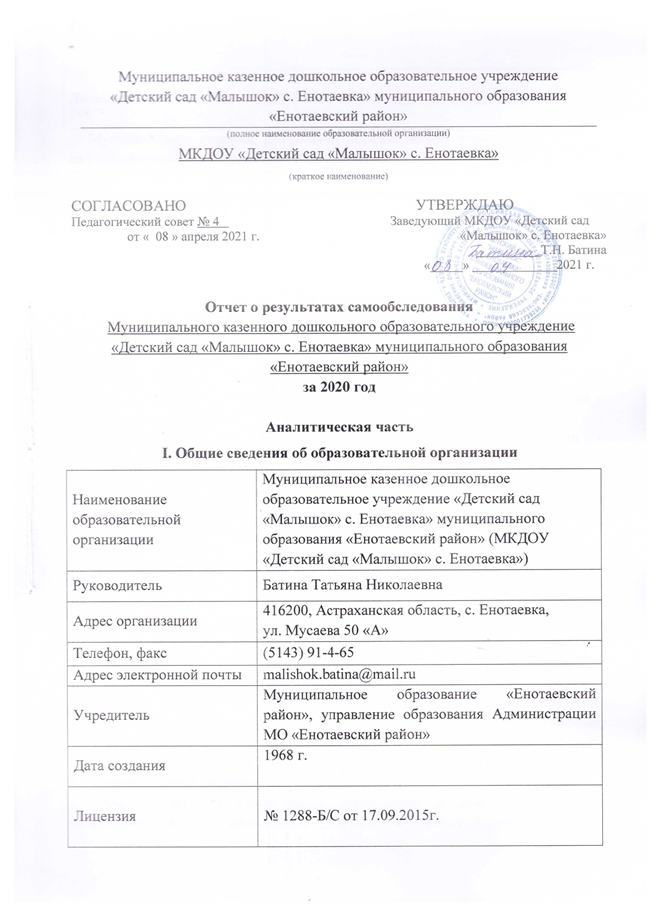 Муниципальное казенное дошкольное образовательное учреждение
«Детский сад «Малышок» с. Енотаевка» муниципального образования
«Енотаевский район»
(полное наименование образовательной организации)
МКДОУ «Детский сад «Малышок» с. Енотаевка»
(краткое наименование)
СОГЛАСОВАНО
Педагогический совет № 4
от « 08 » апреля 2021 г.
УТВЕРЖДАЮ
Заведующий МКДОУ «Детский сад
«Малышок» с. Енотаевка»
Батина Т.Н. Батина
«08» 04 2021 г.
Отчет о результатах самообследования
Муниципального казенного дошкольного образовательного учреждение
«Детский сад «Малышок» с. Енотаевка» муниципального образования
«Енотаевский район»
за 2020 год
Аналитическая часть
I. Общие сведения об образовательной организации
Наименование
образовательной
организации
Муниципальное казенное дошкольное
образовательное учреждение «Детский сад
«Малышок» с. Енотаевка» муниципального
образования «Енотаевский район» (МКДОУ
«Детский сад «Малышок» с. Енотаевка»)
Руководитель
Батина Татьяна Николаевна
Адрес организации
416200, Астраханская область, с. Енотаевка,
ул. Мусаева 50 «А»
Телефон, факс
(5143) 91-4-65
Адрес электронной почты
malishok.batina@mail.ru
Учредитель
Муниципальное образование «Енотаевский
район», управление образования Администрации
МО «Енотаевский район»
Дата создания
1968 г.
Лицензия
№ 1288-Б/С от 17.09.2015г.